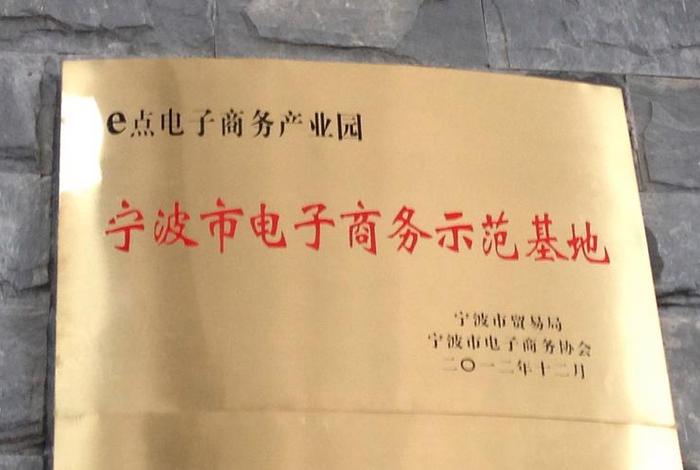 e点电子商务产业园
宁波市电子商务示范基地
宁波市贸易局
宁波市电子商务协会
二〇一二年十二月